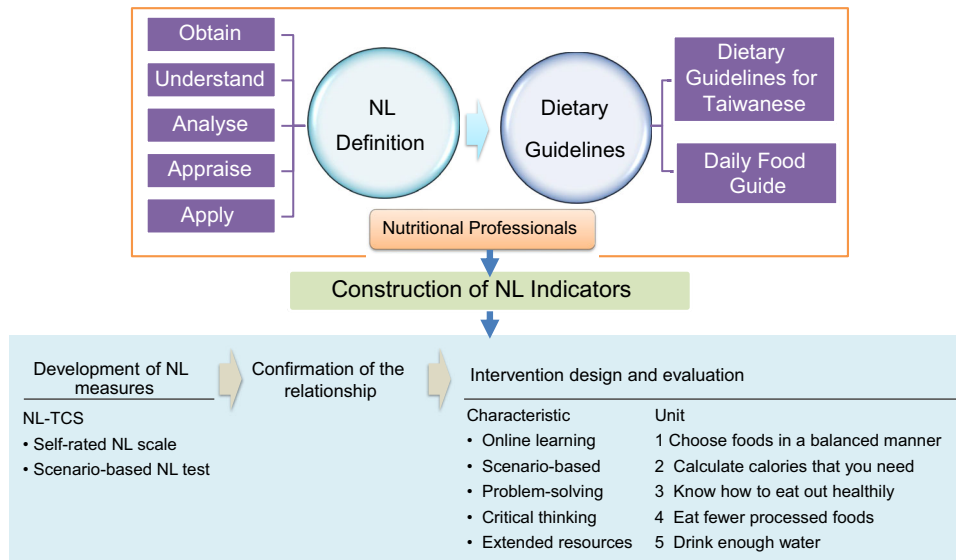 Obtain
Understand
Analyse
Appraise
Apply
NL
Definition
Dietary
Guidelines
Dietary
Guidelines for
Taiwanese
Daily Food
Guide
Nutritional Professionals
Construction of NL Indicators
Development of NL
measures
NL-TCS
• Self-rated NL scale
• Scenario-based NL test
Confirmation of the
relationship
Intervention design and evaluation
Characteristic
• Online learning
• Scenario-based
• Problem-solving
• Critical thinking
• Extended resources
Unit
1 Choose foods in a balanced manner
2 Calculate calories that you need
3 Know how to eat out healthily
4 Eat fewer processed foods
5 Drink enough water